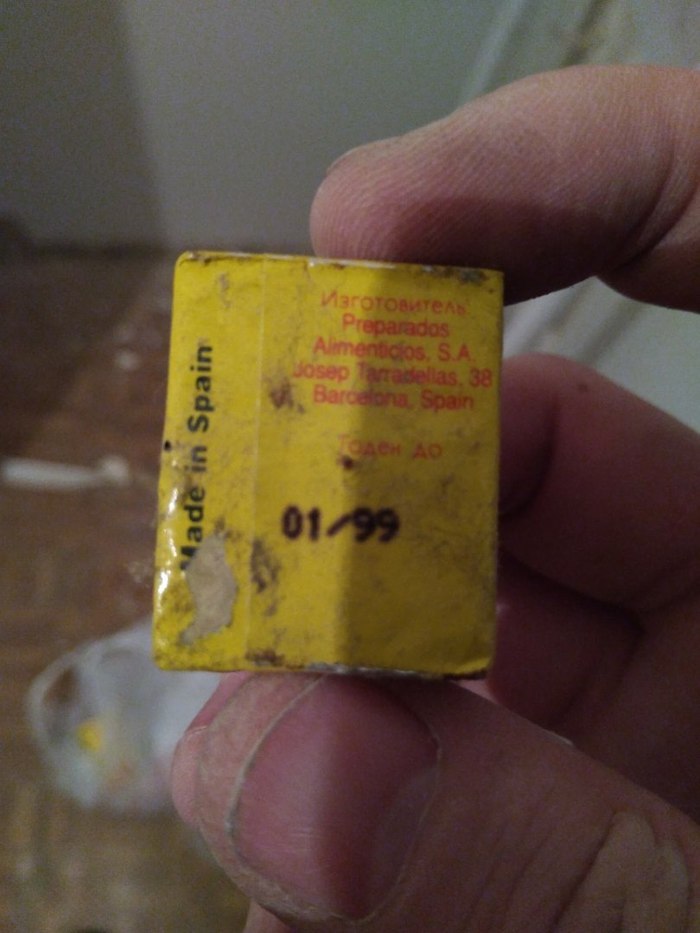 Изготовитель:
Preparados
Alimenticios, S.A.
Josep Tarradellas, 38
Barcelona, Spain
Годен до
01/99
Made in Spain